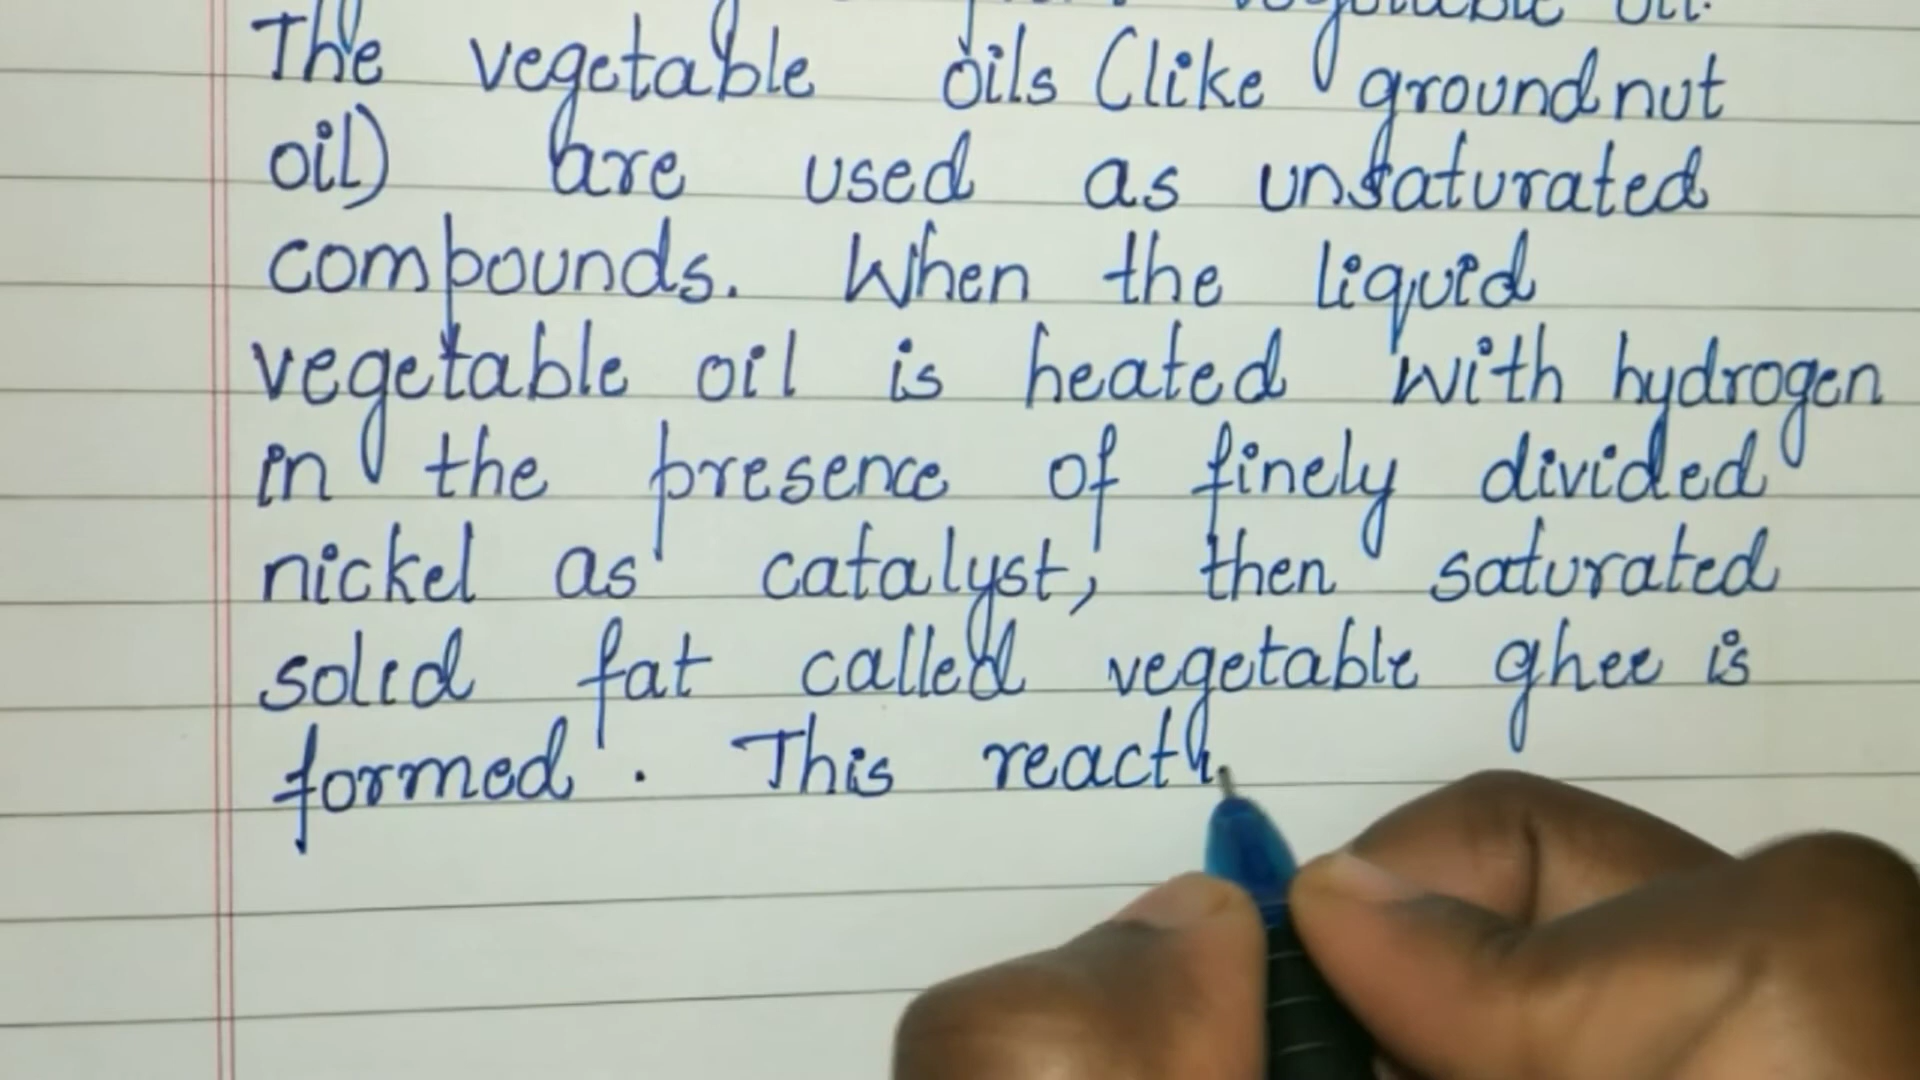 vegetable oil.
The vegetable oils (like groundnut
oil) are used as unsaturated
compounds. When the liquid
vegetable oil is heated with hydrogen
in the presence of finely divided
nickel as catalyst, then saturated
solid fat called vegetable ghee is
formed. This reacti